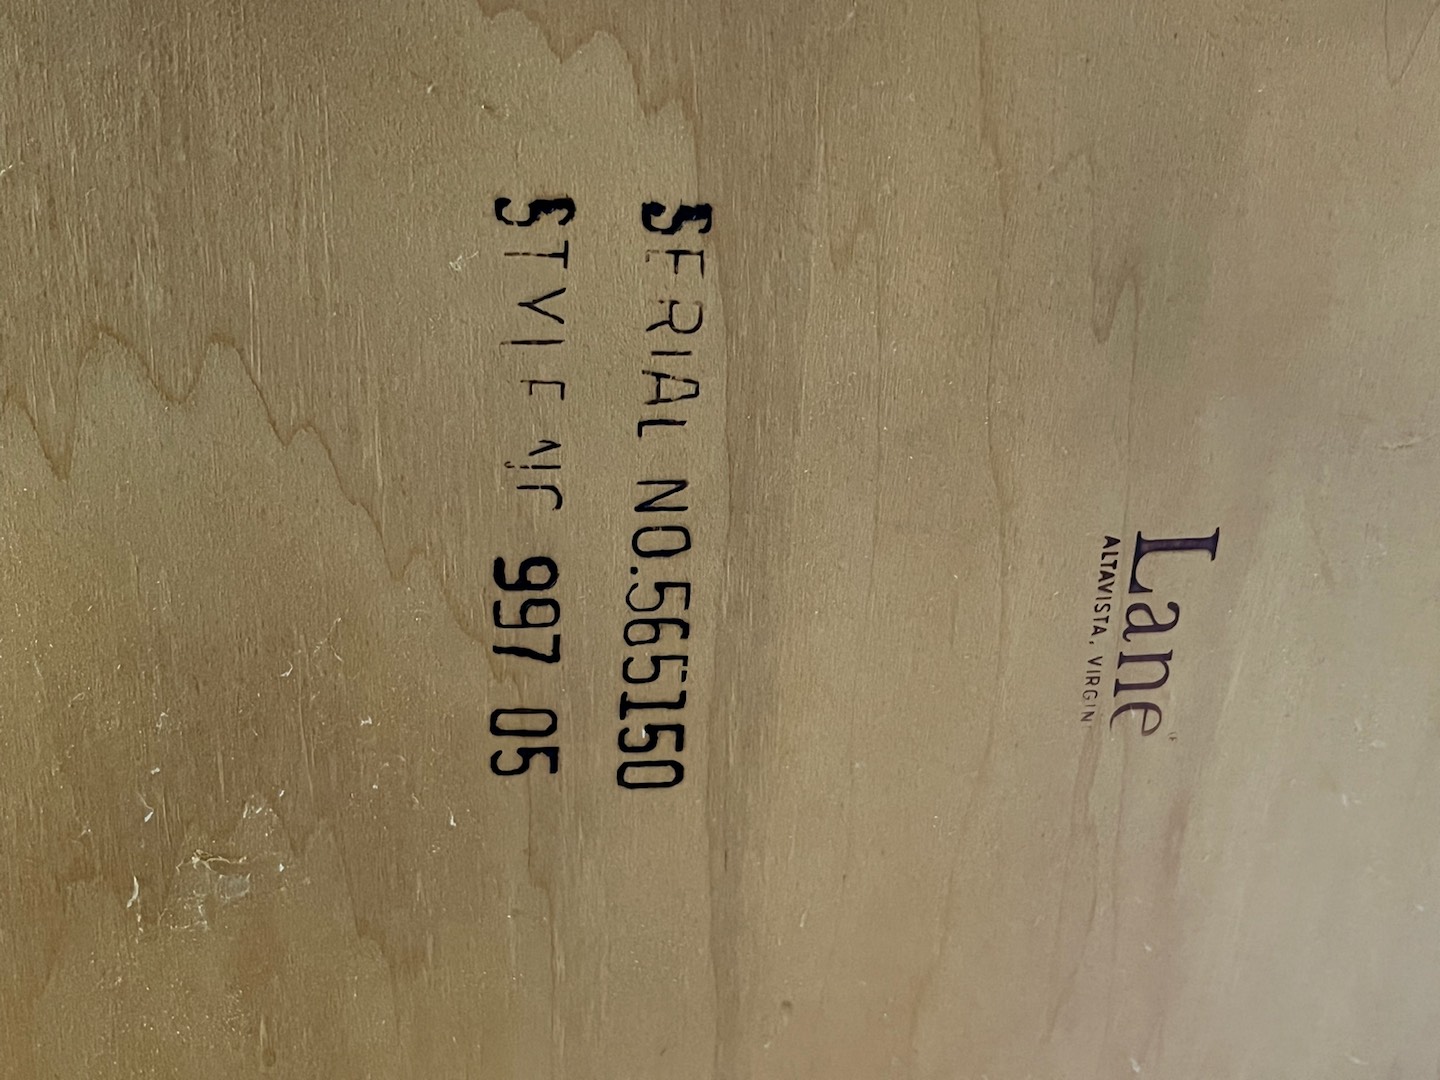 Lane
ALTAVISTA, VIRGIN
SERIAL NO.565150
STYLE NO. 997 05